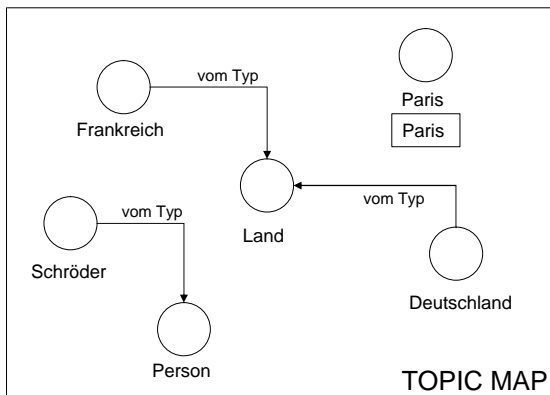 vom Typ
Frankreich
Paris
Paris
vom Typ
Land
vom Typ
Schröder
Deutschland
Person
TOPIC MAP